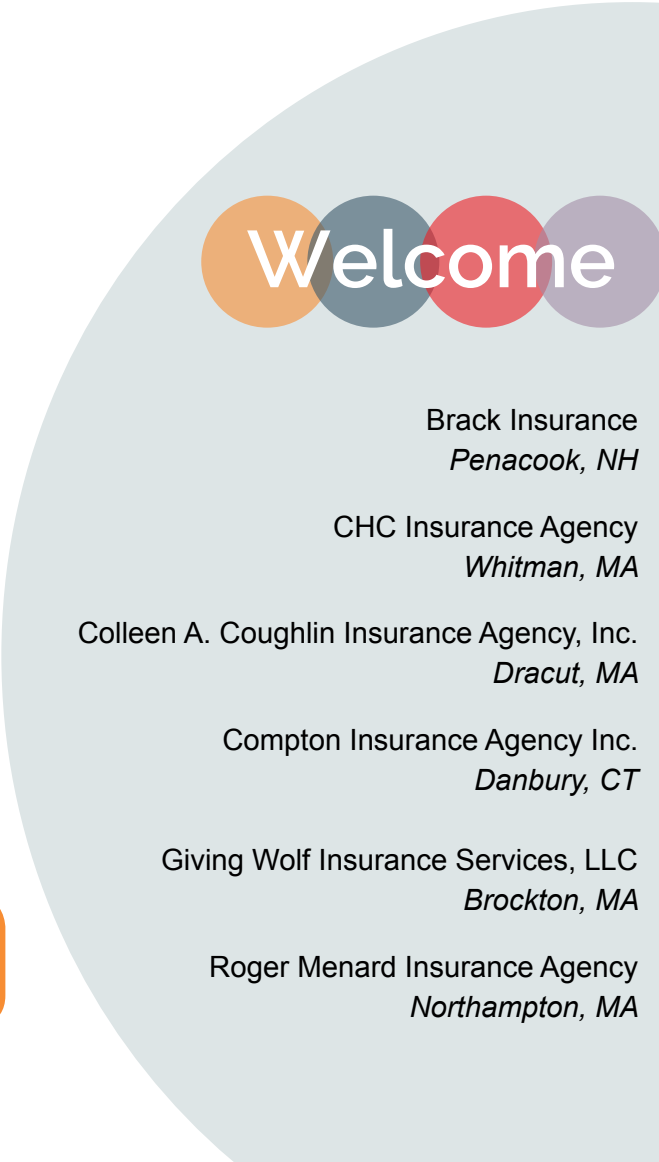 Welcome
Brack Insurance
Penacook, NH
CHC Insurance Agency
Whitman, MA
Colleen A. Coughlin Insurance Agency, Inc.
Dracut, MA
Compton Insurance Agency Inc.
Danbury, CT
Giving Wolf Insurance Services, LLC
Brockton, MA
Roger Menard Insurance Agency
Northampton, MA